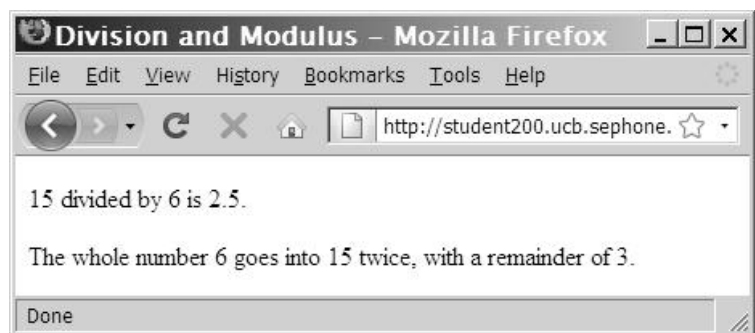 Division and Modulus – Mozilla Firefox
File Edit View History Bookmarks Tools Help
http://student200.ucb.sephone.
15 divided by 6 is 2.5.
The whole number 6 goes into 15 twice, with a remainder of 3.
Done